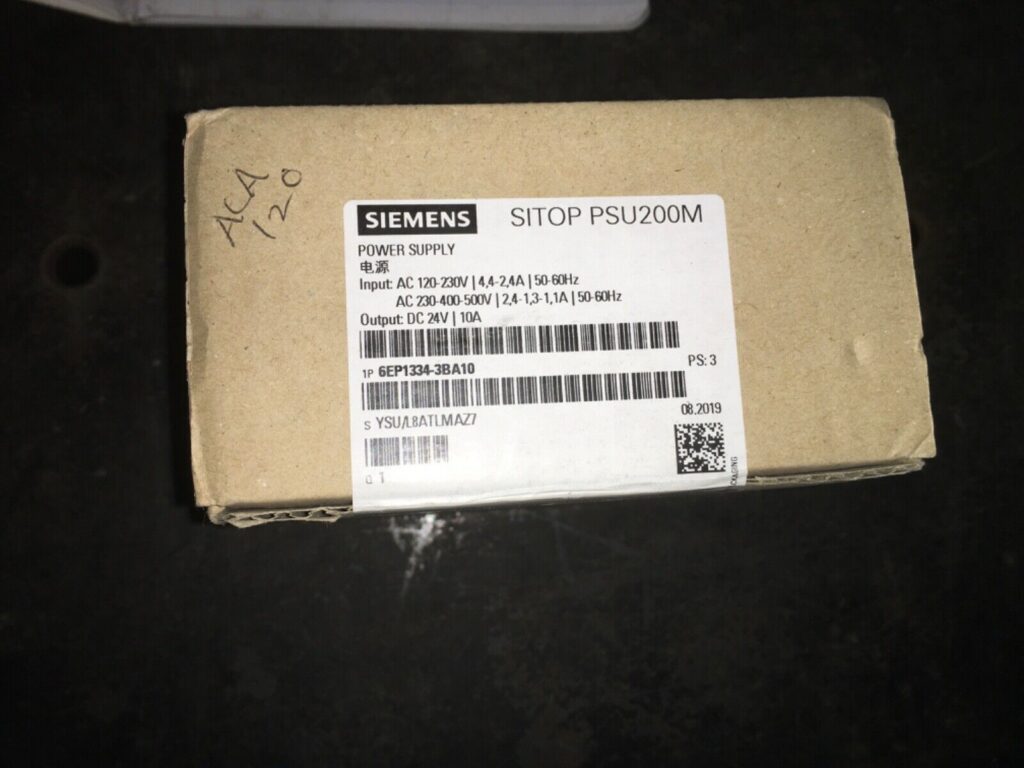 ACA
120
SIEMENS SITOP PSU200M
POWER SUPPLY
电源
Input: AC 120-230V | 4,4-2,4A | 50-60Hz
AC 230-400-500V | 2,4-1,3-1,1A | 50-60Hz
Output: DC 24V | 10A
1P 6EP1334-3BA10
PS: 3
S YSU/L8ATLMAZ7
08.2019
Q 1